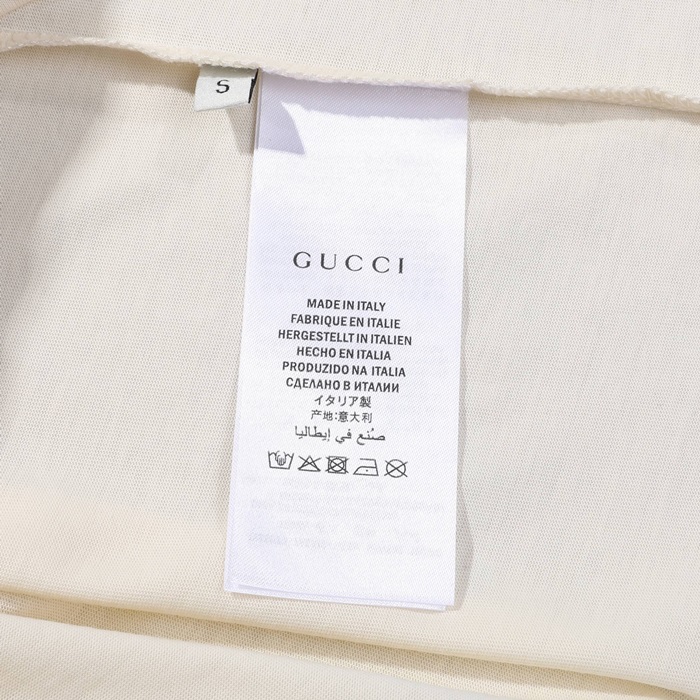 S
GUCCI
MADE IN ITALY
FABRIQUE EN ITALIE
HERGESTELLT IN ITALIEN
HECHO EN ITALIA
PRODUZIDO NA ITALIA
СДЕЛАНО В ИТАЛИИ
イタリア製
产地:意大利
صُنع في إيطاليا